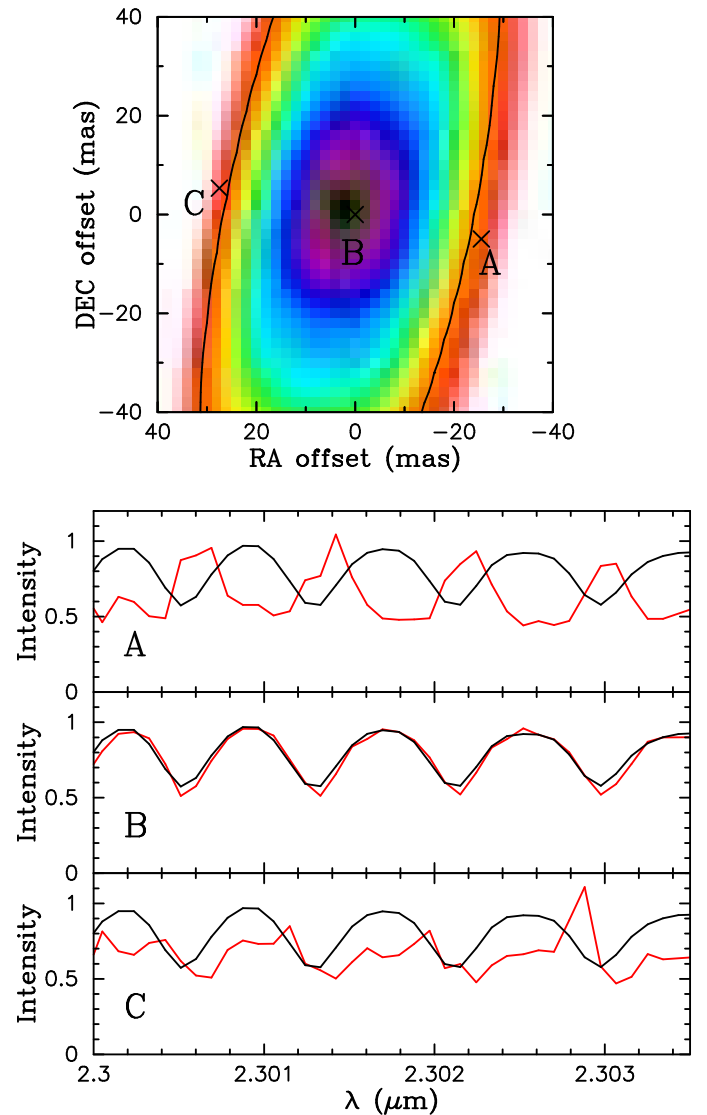 40
20
0
−20
−40
DEC offset (mas)
C
B
A
40 20 0 −20 −40
RA offset (mas)
1
0.5
0
Intensity
A
1
0.5
0
Intensity
B
1
0.5
0
Intensity
C
2.3 2.301 2.302 2.303
λ (μm)